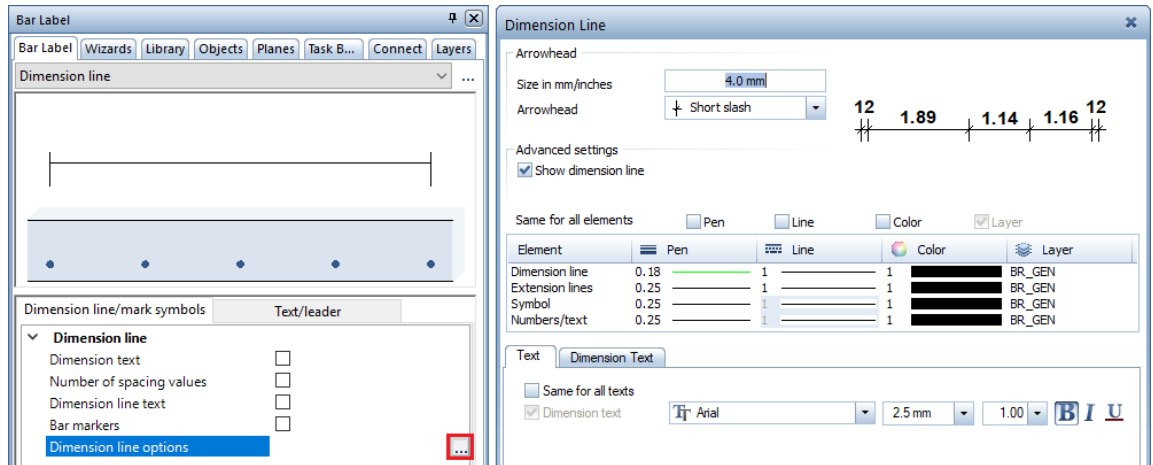 Bar Label
Bar Label Wizards Library Objects Planes Task B... Connect Layers
Dimension line ...
Dimension line/mark symbols Text/leader
Dimension line
Dimension text
Number of spacing values
Dimension line text
Bar markers
Dimension line options ...
Dimension Line
Arrowhead
Size in mm/inches 4.0 mm
Arrowhead Short slash
12 1.89 1.14 1.16 12
Advanced settings
Show dimension line
Same for all elements Pen Line Color Layer
Element Pen Line Color Layer
Dimension line 0.18 1 1 BR_GEN
Extension lines 0.25 1 1 BR_GEN
Symbol 0.25 1 1 BR_GEN
Numbers/text 0.25 1 1 BR_GEN
Text Dimension Text
Same for all texts
Dimension text Tr Arial 2.5 mm 1.00 B I U